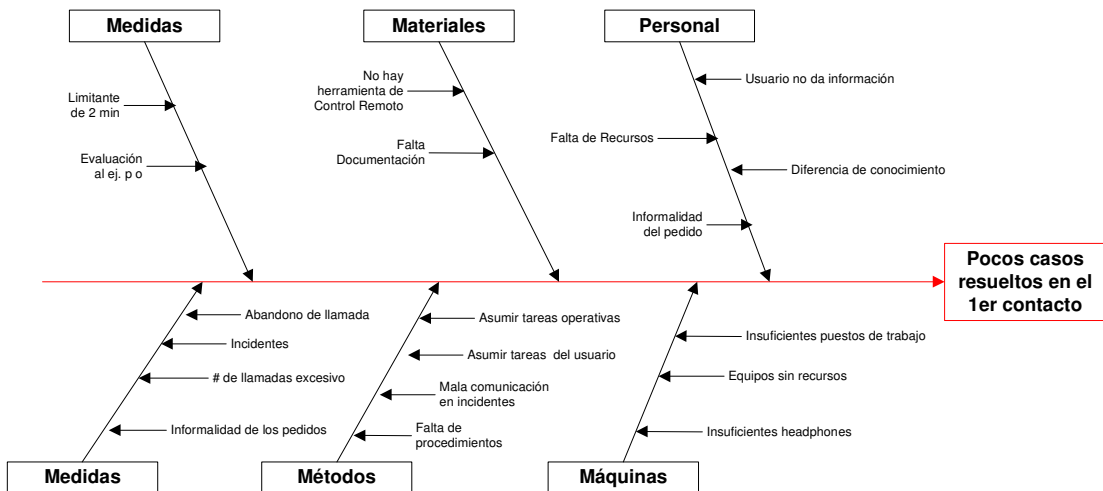 Medidas
Materiales
Personal
Limitante
de 2 min
Evaluación
al ej. p o
No hay
herramienta de
Control Remoto
Falta
Documentación
Usuario no da información
Falta de Recursos
Diferencia de conocimiento
Informalidad
del pedido
Pocos casos
resueltos en el
1er contacto
Abandono de llamada
Incidentes
# de llamadas excesivo
Informalidad de los pedidos
Asumir tareas operativas
Asumir tareas del usuario
Mala comunicación
en incidentes
Falta de
procedimientos
Insuficientes puestos de trabajo
Equipos sin recursos
Insuficientes headphones
Medidas
Métodos
Máquinas